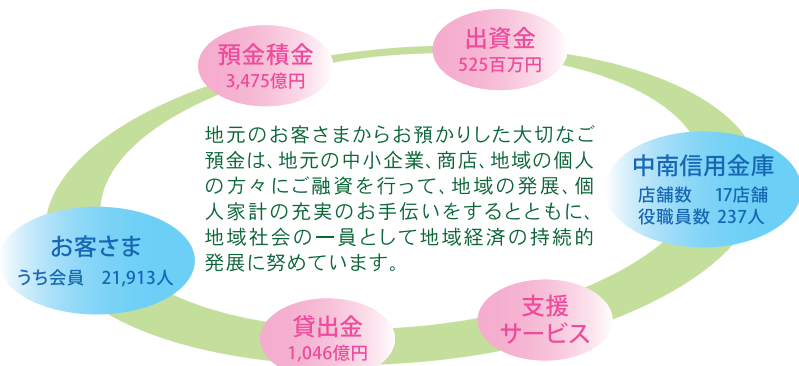 預金積金
3,475億円
出資金
525百万円
地元のお客さまからお預かりした大切なご
預金は、地元の中小企業、商店、地域の個人
の方々にご融資を行って、地域の発展、個
人家計の充実のお手伝いをするとともに、
地域社会の一員として地域経済の持続的
発展に努めています。
中南信用金庫
店舗数 17店舗
役職員数 237人
お客さま
うち会員 21,913人
貸出金
1,046億円
支援
サービス